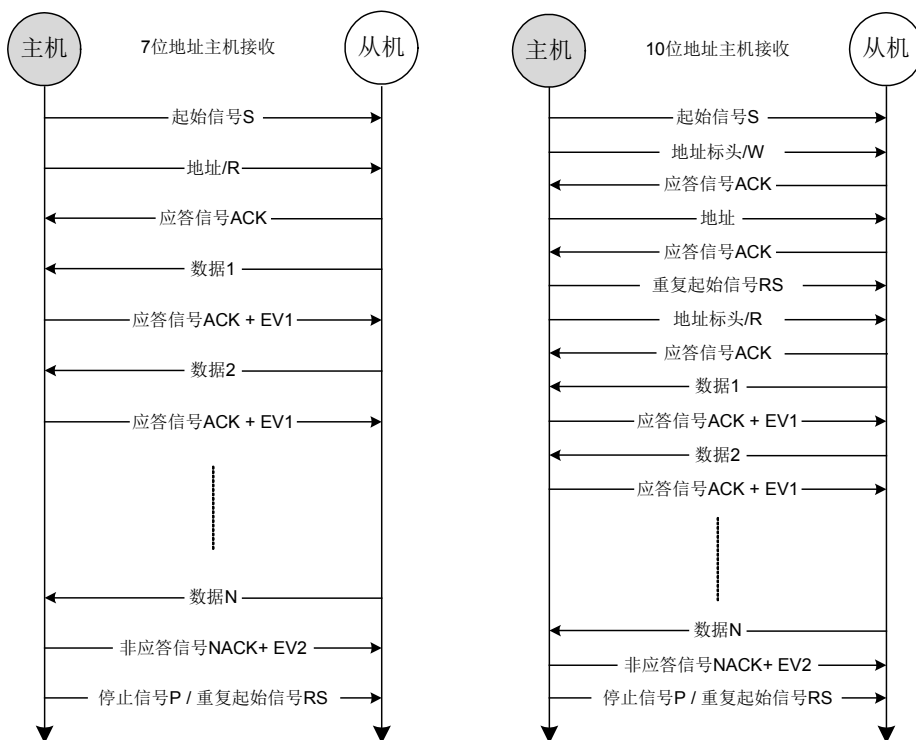 主机
7位地址主机接收
从机
起始信号S
地址/R
应答信号ACK
数据1
应答信号ACK + EV1
数据2
应答信号ACK + EV1
数据N
非应答信号NACK+ EV2
停止信号P / 重复起始信号RS
主机
10位地址主机接收
从机
起始信号S
地址标头/W
应答信号ACK
地址
应答信号ACK
重复起始信号RS
地址标头/R
应答信号ACK
数据1
应答信号ACK + EV1
数据2
应答信号ACK + EV1
数据N
非应答信号NACK+ EV2
停止信号P / 重复起始信号RS